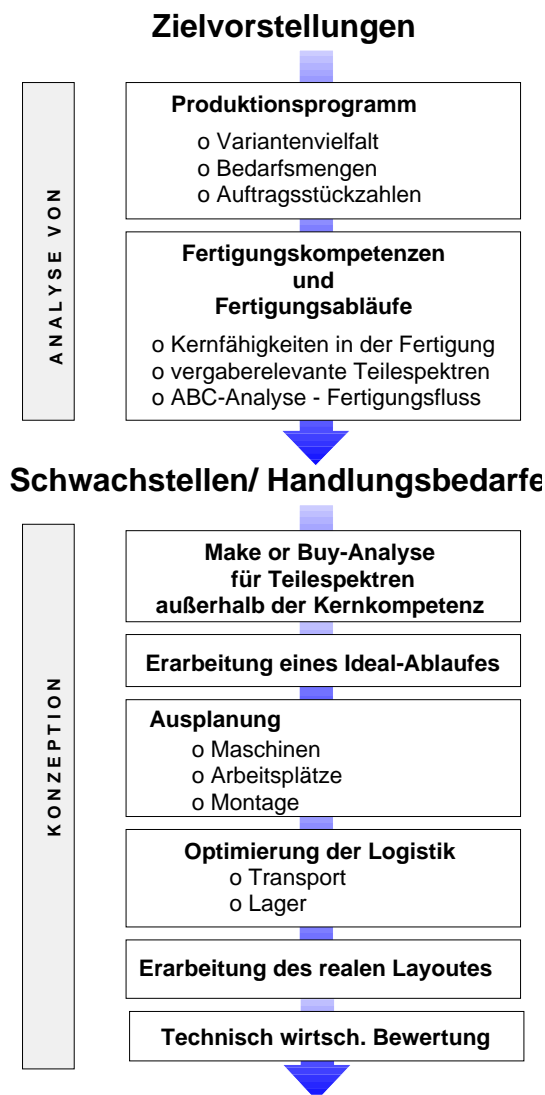 Zielvorstellungen
ANALYSE VON
Produktionsprogramm
o Variantenvielfalt
o Bedarfsmengen
o Auftragsstückzahlen
Fertigungskompetenzen
und
Fertigungsabläufe
o Kernfähigkeiten in der Fertigung
o vergaberelevante Teilespektren
o ABC-Analyse - Fertigungsfluss
Schwachstellen/ Handlungsbedarfe
KONZEPTION
Make or Buy-Analyse
für Teilespektren
außerhalb der Kernkompetenz
Erarbeitung eines Ideal-Ablaufes
Ausplanung
o Maschinen
o Arbeitsplätze
o Montage
Optimierung der Logistik
o Transport
o Lager
Erarbeitung des realen Layoutes
Technisch wirtsch. Bewertung